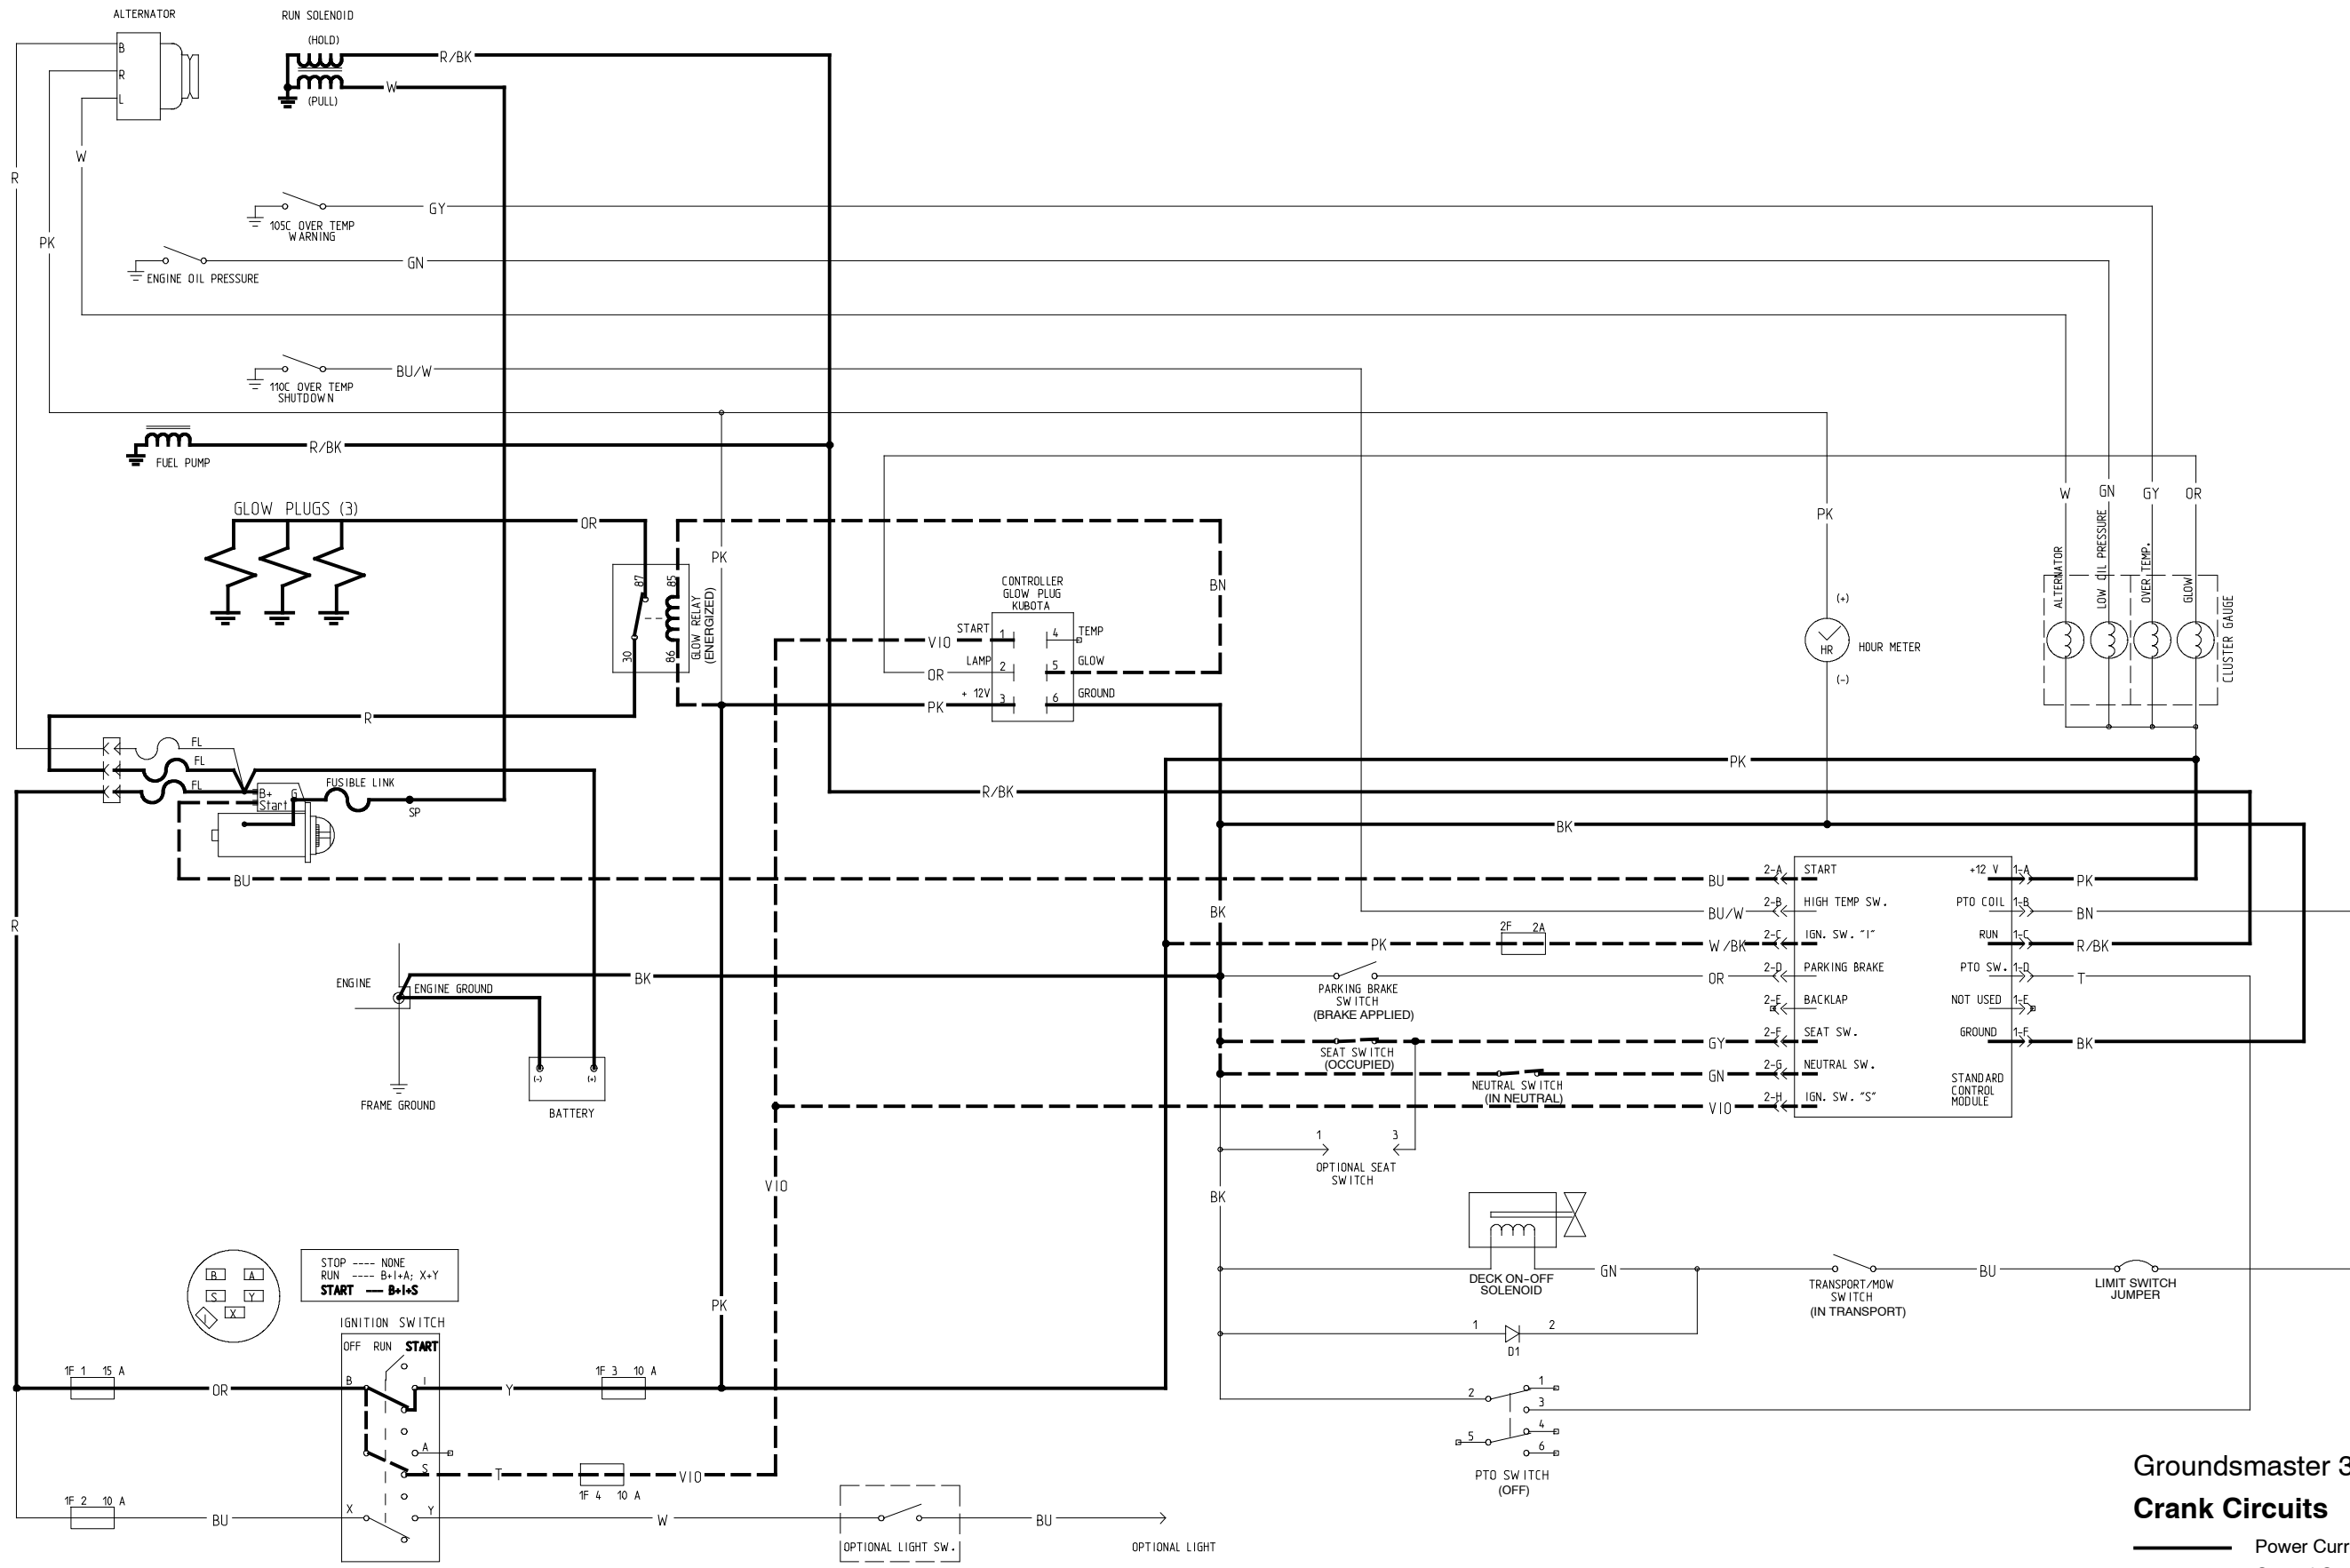 ALTERNATOR
RUN SOLENOID
(HOLD)
R/BK
B
R
W
L
(PULL)
W
R
GY
105C OVER TEMP
WARNING
PK
GN
ENGINE OIL PRESSURE
BU/W
110C OVER TEMP
SHUTDOWN
R/BK
FUEL PUMP
W
GN
GY
OR
GLOW PLUGS (3)
OR
PK
PK
ALTERNATOR
LOW OIL PRESSURE
OVER TEMP.
GLOW
CLUSTER GAUGE
87
85
30
86
GLOW RELAY
(ENERGIZED)
BN
CONTROLLER
GLOW PLUG
KUBOTA
START
1
4
TEMP
VIO
LAMP
2
5
GLOW
OR
+ 12V
3
6
GROUND
PK
(+)
HR
HOUR METER
(-)
R
FL
FL
FL
FUSIBLE LINK
B+
G
Start
SP
PK
R/BK
BK
BU
BU
2-A
START
+12 V
1-A
PK
BK
BU/W
2-B
HIGH TEMP SW.
PTO COIL
1-B
BN
R
PK
2F
2A
W/BK
2-C
IGN. SW. "I"
RUN
1-C
R/BK
ENGINE
ENGINE GROUND
BK
PARKING BRAKE
SWITCH
(BRAKE APPLIED)
OR
2-D
PARKING BRAKE
PTO SW.
1-D
T
2-E
BACKLAP
NOT USED
1-E
SEAT SWITCH
(OCCUPIED)
GY
2-F
SEAT SW.
GROUND
1-F
BK
NEUTRAL SWITCH
(IN NEUTRAL)
GN
2-G
NEUTRAL SW.
VIO
2-H
IGN. SW. "S"
STANDARD
CONTROL
MODULE
(-)
(+)
BATTERY
FRAME GROUND
1
3
OPTIONAL SEAT
SWITCH
VIO
BK
B
A
S
Y
I
X
STOP ---- NONE
RUN ---- B+I+A; X+Y
START --- B+I+S
PK
DECK ON-OFF
SOLENOID
GN
TRANSPORT/MOW
SWITCH
(IN TRANSPORT)
BU
LIMIT SWITCH
JUMPER
1
2
D1
IGNITION SWITCH
OFF RUN START
1F 1 15 A
OR
B
I
Y
1F 3 10 A
2
1
3
A
S
T
VIO
1F 4 10 A
5
4
6
PTO SWITCH
(OFF)
1F 2 10 A
BU
X
Y
W
OPTIONAL LIGHT SW.
BU
OPTIONAL LIGHT
Groundsmaster 3
Crank Circuits
Power Curr